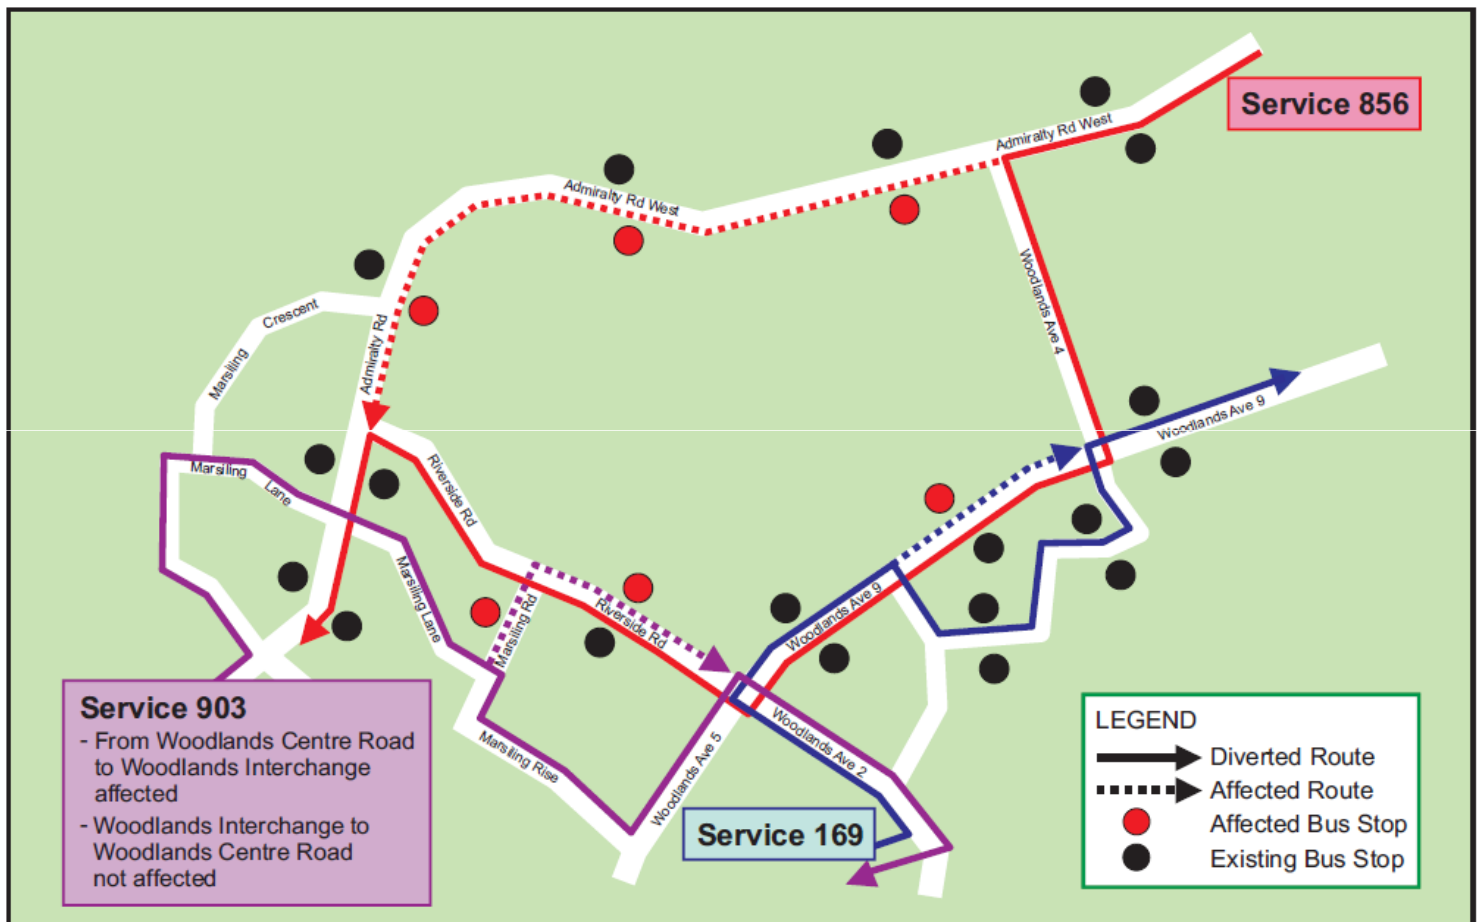 Service 856
Admiralty Rd West
Admiralty Rd West
Woodlands Ave 4
Crescent
Marsiling
Admiralty Rd
Woodlands Ave 9
Marsiling
Lane
Riverside Rd
Marsiling Lane
Marsiling Rd
Riverside Rd
Woodlands Ave 9
Marsiling Rise
Woodlands Ave 5
Woodlands Ave 2
Service 903
- From Woodlands Centre Road
to Woodlands Interchange
affected
- Woodlands Interchange to
Woodlands Centre Road
not affected
Service 169
LEGEND
Diverted Route
Affected Route
Affected Bus Stop
Existing Bus Stop